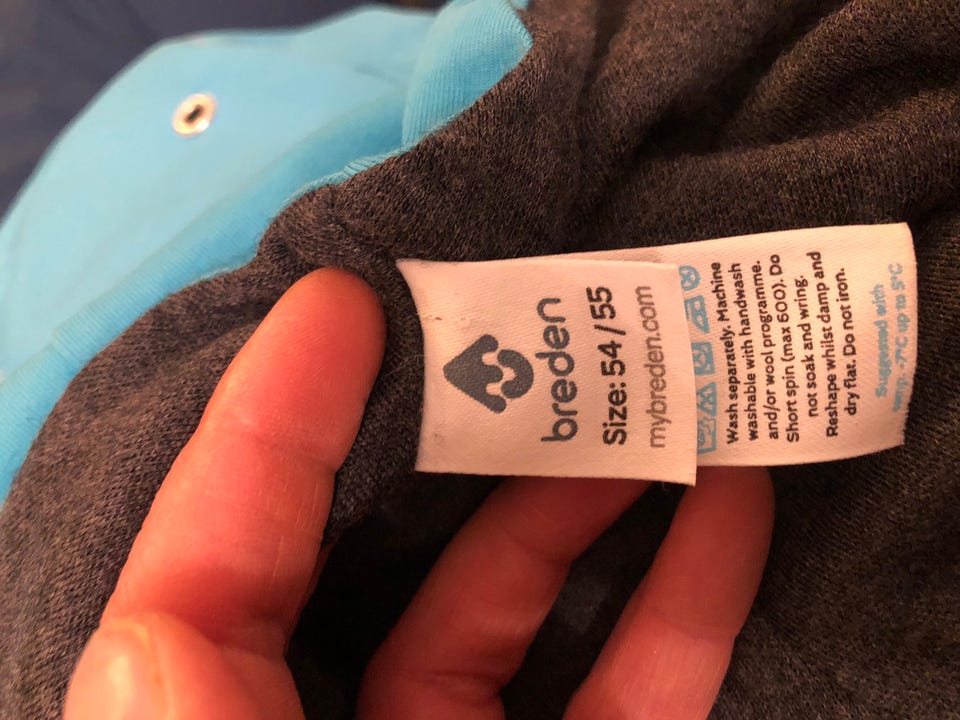 breden
Size: 54/55
mybreden.com
Wash separately. Machine
washable with handwash
and/or wool programme.
Short spin (max 600). Do
not soak and wring.
Reshape whilst damp and
dry flat. Do not iron.
Suggested with
temp. -7°C up to 5°C